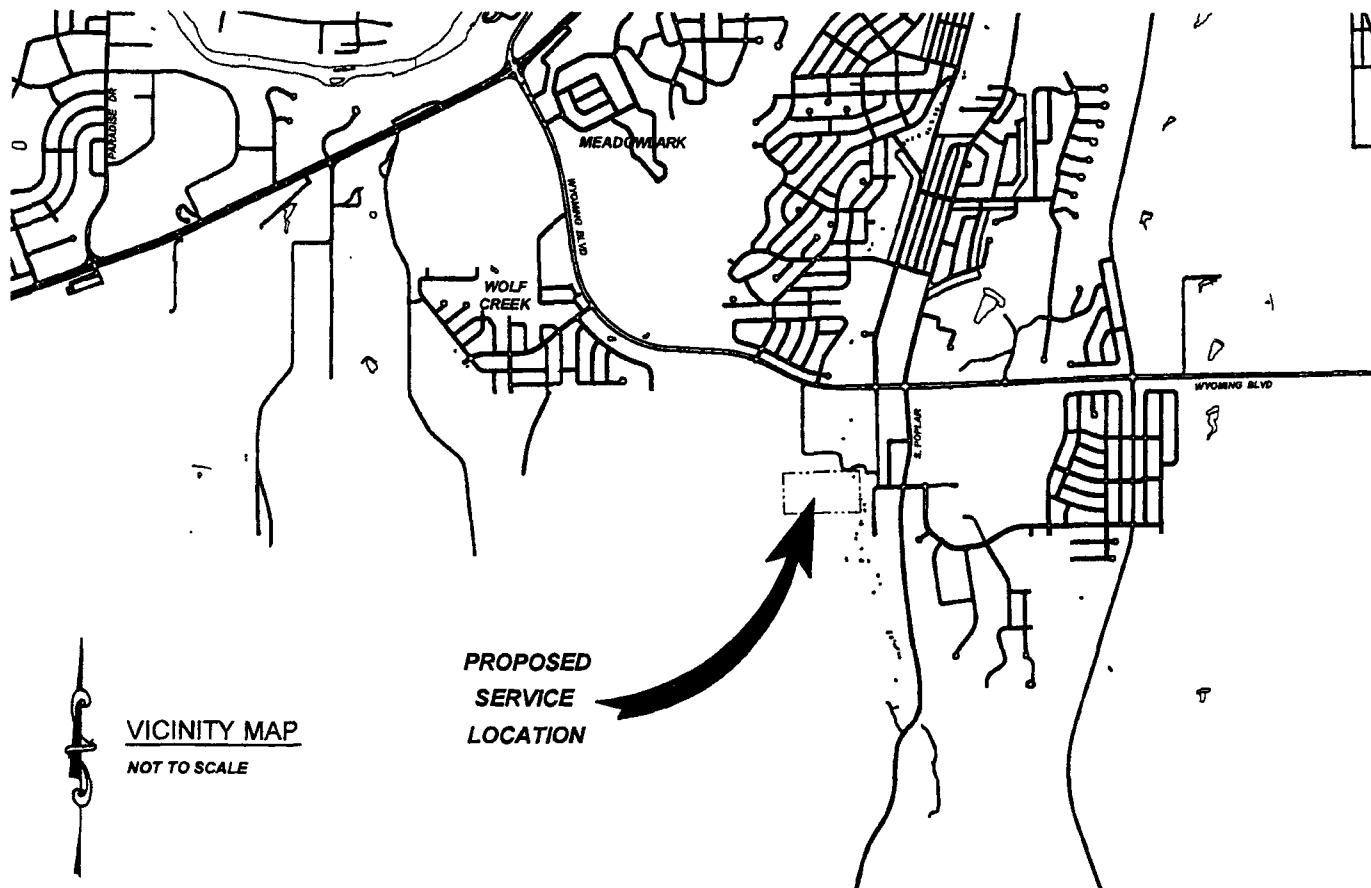 PARADISE DR
MEADOWLARK
WYOMING BLVD
WOLF
CREEK
WYOMING BLVD
S. POPLAR
PROPOSED
SERVICE
LOCATION
VICINITY MAP
NOT TO SCALE